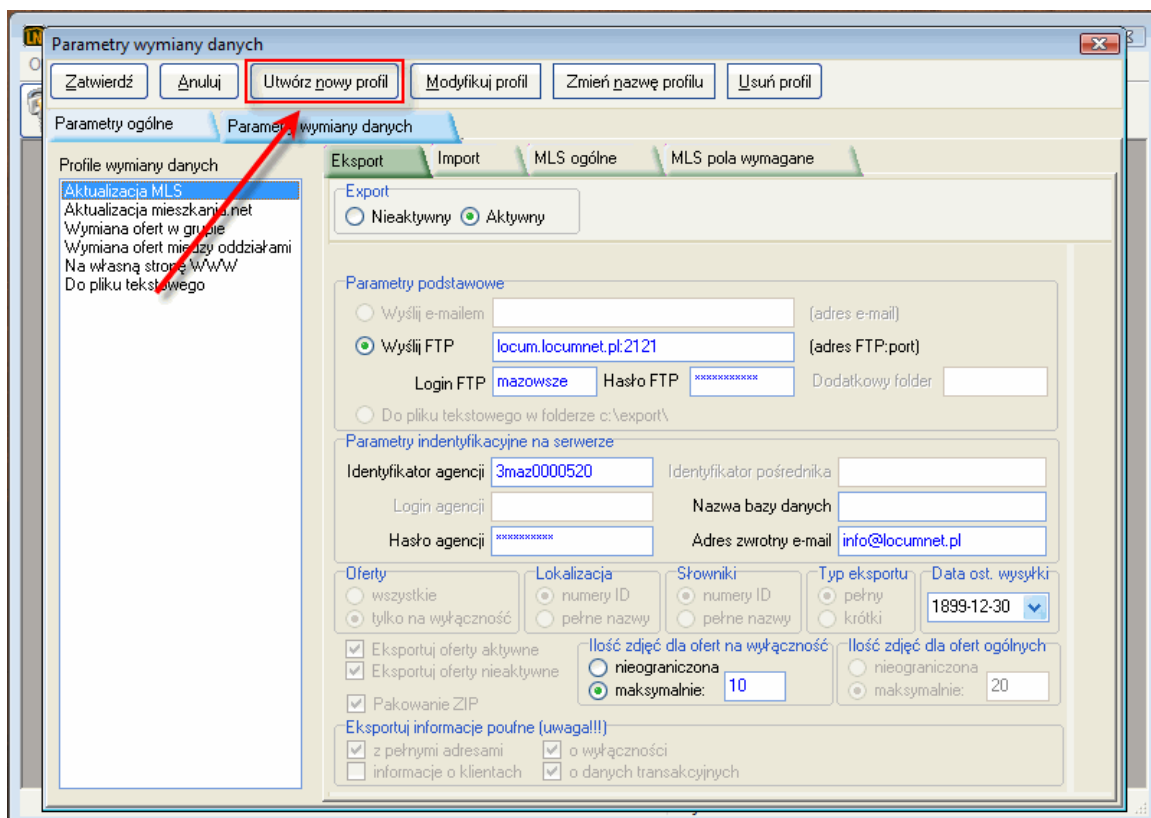 Parametry wymiany danych
Zatwierdź Anuluj Utwórz nowy profil Modyfikuj profil Zmień nazwę profilu Usuń profil
Parametry ogólne Parametry wymiany danych
Profile wymiany danych
Aktualizacja MLS
Aktualizacja mieszkania.net
Wymiana ofert w grupie
Wymiana ofert między oddziałami
Na własną stronę WWW
Do pliku tekstowego
Eksport Import MLS ogólne MLS pola wymagane
Export
Nieaktywny Aktywny
Parametry podstawowe
Wyślij e-mailem (adres e-mail)
Wyślij FTP locum.locumnet.pl:2121 (adres FTP:port)
Login FTP mazowsze Hasło FTP xxxxxxxxxxx Dodatkowy folder
Do pliku tekstowego w folderze c:\export\
Parametry indentyfikacyjne na serwerze
Identyfikator agencji 3maz0000520 Identyfikator pośrednika
Login agencji Nazwa bazy danych
Hasło agencji xxxxxxxxxx Adres zwrotny e-mail info@locumnet.pl
Oferty Lokalizacja Słowniki Typ eksportu Data ost. wysyłki
wszystkie numery ID numery ID pełny 1899-12-30
tylko na wyłączność pełne nazwy pełne nazwy krótki
Eksportuj oferty aktywne Ilość zdjęć dla ofert na wyłączność Ilość zdjęć dla ofert ogólnych
Eksportuj oferty nieaktywne nieograniczona nieograniczona
Pakowanie ZIP maksymalnie: 10 maksymalnie: 20
Eksportuj informacje poufne (uwaga!!!)
z pełnymi adresami o wyłączności
informacje o klientach o danych transakcyjnych